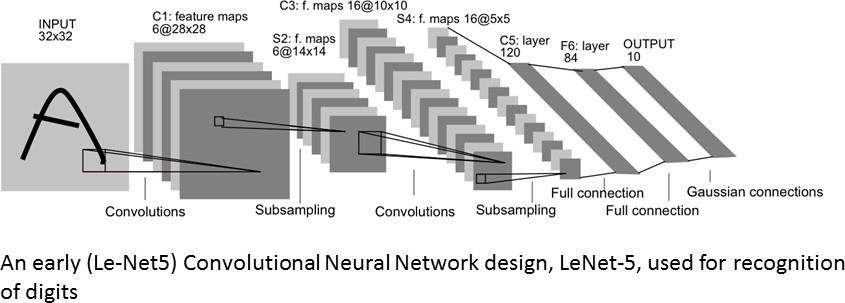 INPUT
32x32
C1: feature maps
6@28x28
S2: f. maps
6@14x14
C3: f. maps 16@10x10
S4: f. maps 16@5x5
C5: layer
120
F6: layer
84
OUTPUT
10
Convolutions
Subsampling
Convolutions
Subsampling
Full connection
Full connection
Gaussian connections
An early (Le-Net5) Convolutional Neural Network design, LeNet-5, used for recognition
of digits